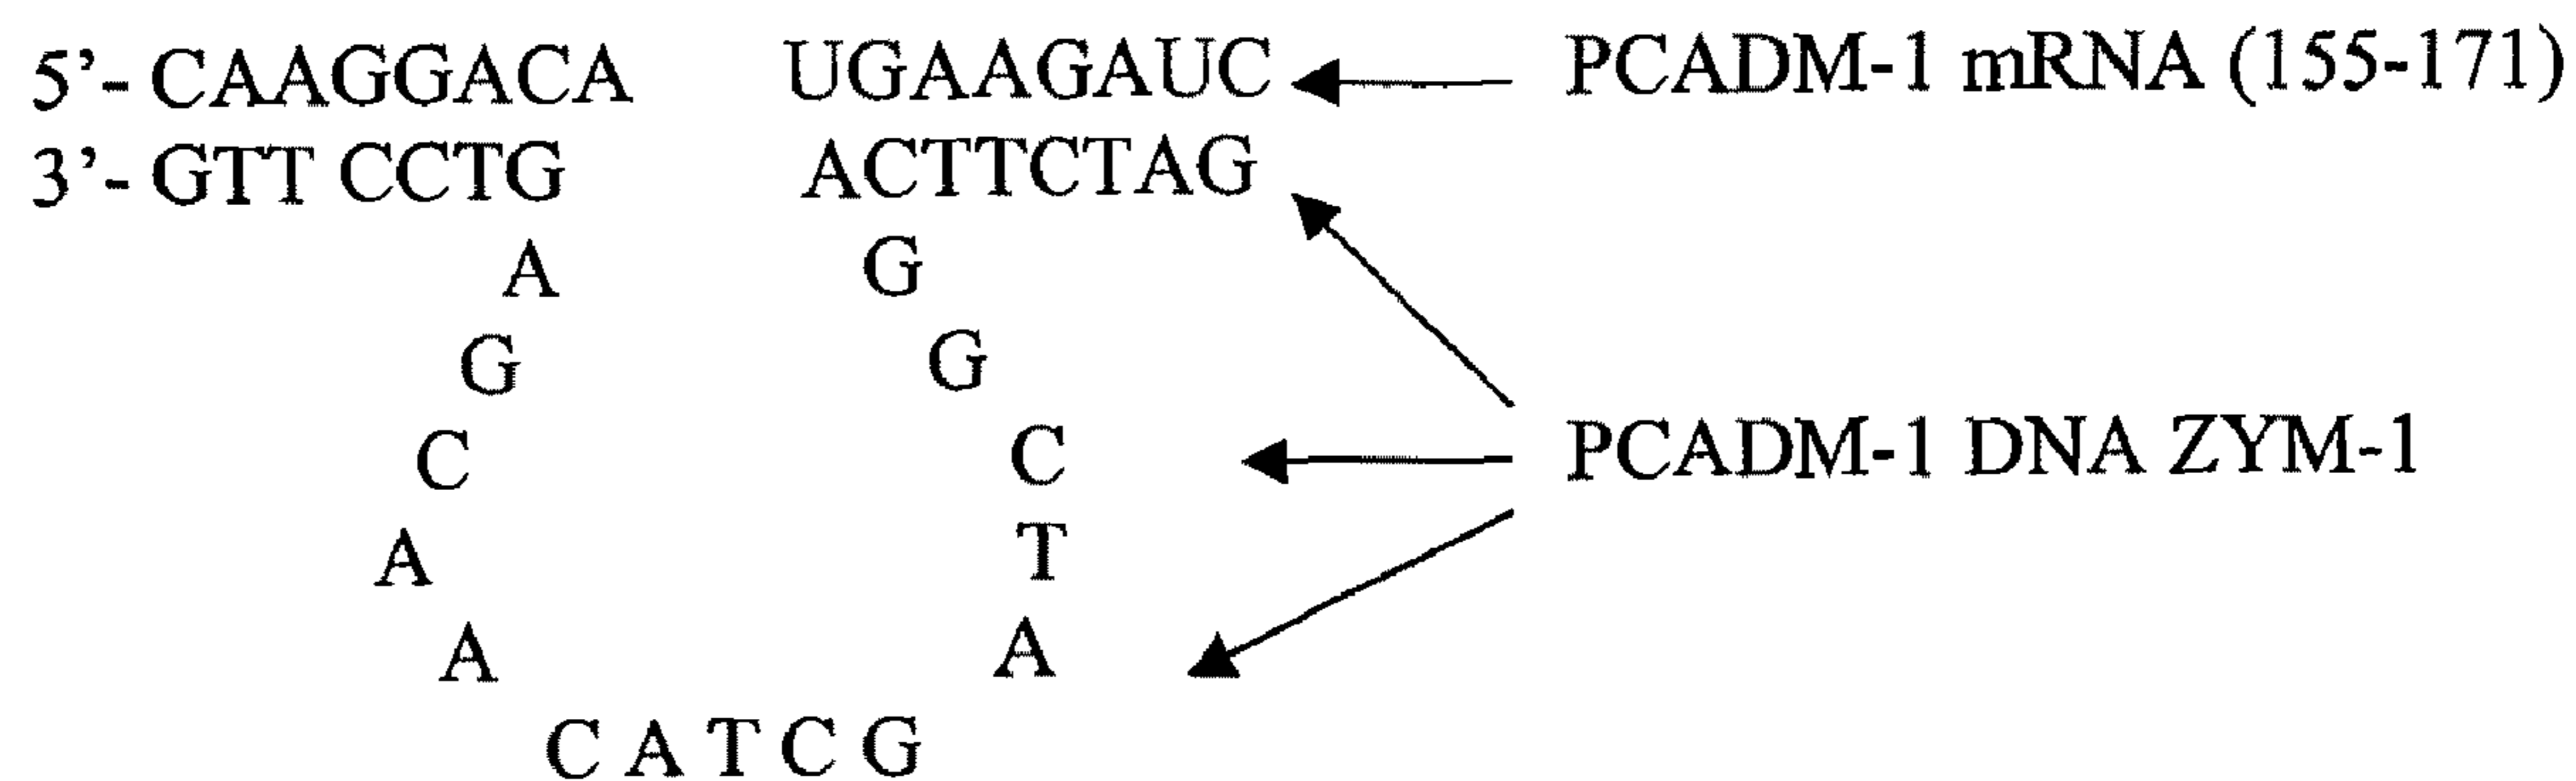 5'- CAAGGACA UGAAGAUC PCADM-1 mRNA (155-171)
3'- GTT CCTG ACTTCTAG
A G
G G
C C PCADM-1 DNA ZYM-1
A T
A A
C A T C G